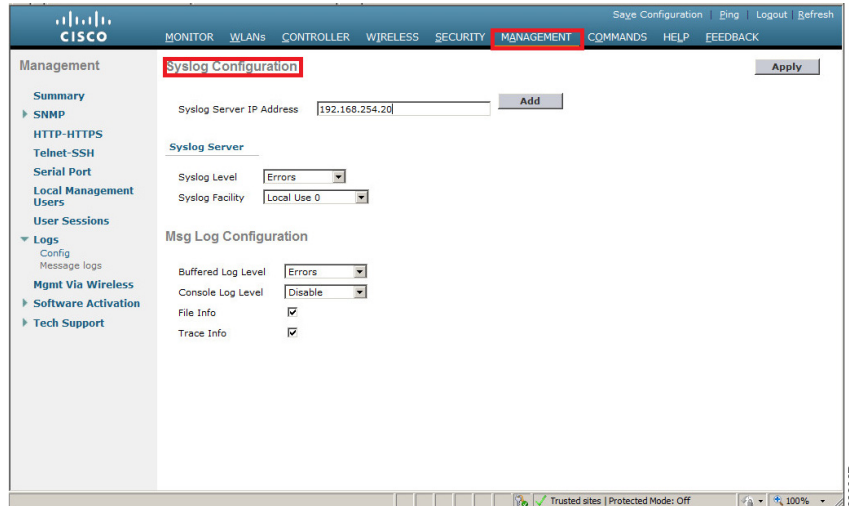 Save Configuration | Ping | Logout | Refresh
CISCO
MONITOR WLANs CONTROLLER WIRELESS SECURITY MANAGEMENT COMMANDS HELP FEEDBACK
Management
Syslog Configuration
Apply
Summary
SNMP
HTTP-HTTPS
Telnet-SSH
Serial Port
Local Management
Users
User Sessions
Logs
Config
Message logs
Mgmt Via Wireless
Software Activation
Tech Support
Syslog Server IP Address 192.168.254.20 Add
Syslog Server
Syslog Level Errors
Syslog Facility Local Use 0
Msg Log Configuration
Buffered Log Level Errors
Console Log Level Disable
File Info
Trace Info
Trusted sites | Protected Mode: Off 100%